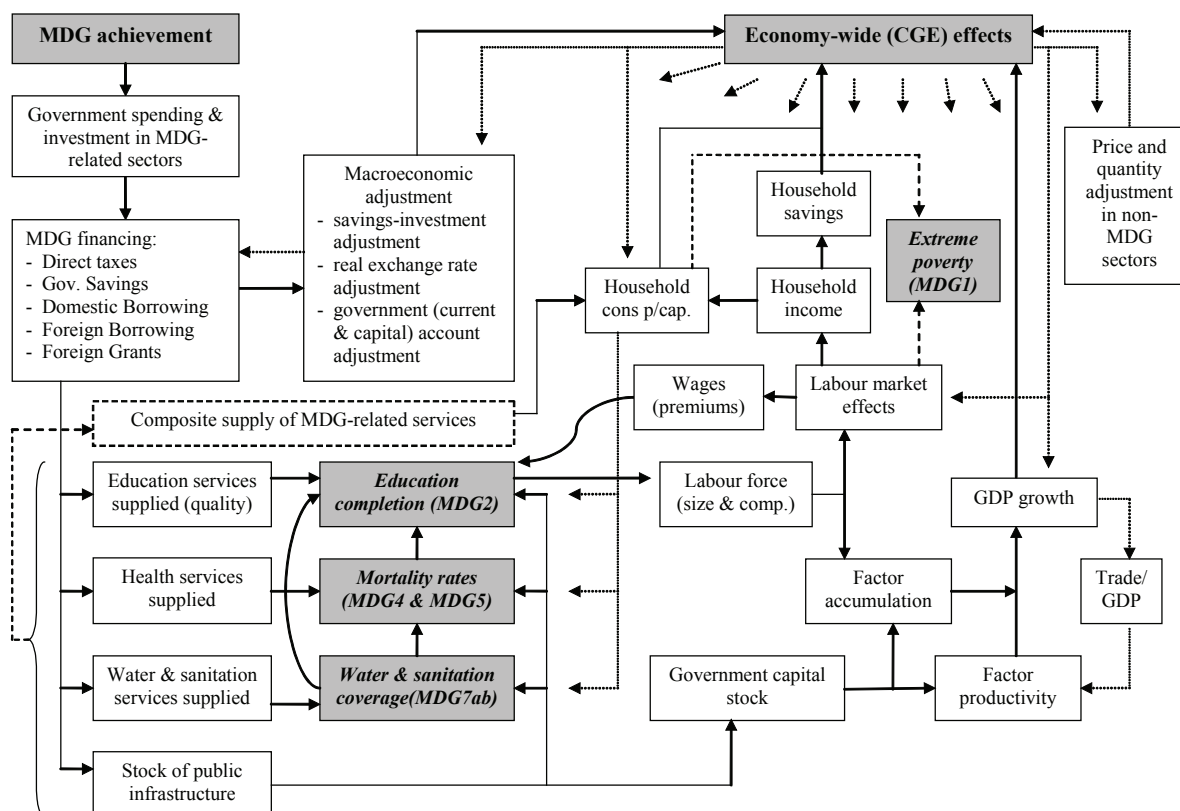 MDG achievement
Economy-wide (CGE) effects
Government spending &
investment in MDG-
related sectors
Macroeconomic
adjustment
- savings-investment
adjustment
- real exchange rate
adjustment
- government (current
& capital) account
adjustment
Household
savings
Extreme
poverty
(MDG1)
Price and
quantity
adjustment
in non-
MDG
sectors
MDG financing:
- Direct taxes
- Gov. Savings
- Domestic Borrowing
- Foreign Borrowing
- Foreign Grants
Household
cons p/cap.
Household
income
Wages
(premiums)
Labour market
effects
Composite supply of MDG-related services
Education services
supplied (quality)
Education
completion (MDG2)
Labour force
(size & comp.)
GDP growth
Health services
supplied
Mortality rates
(MDG4 & MDG5)
Factor
accumulation
Trade/
GDP
Water & sanitation
services supplied
Water & sanitation
coverage(MDG7ab)
Government capital
stock
Factor
productivity
Stock of public
infrastructure